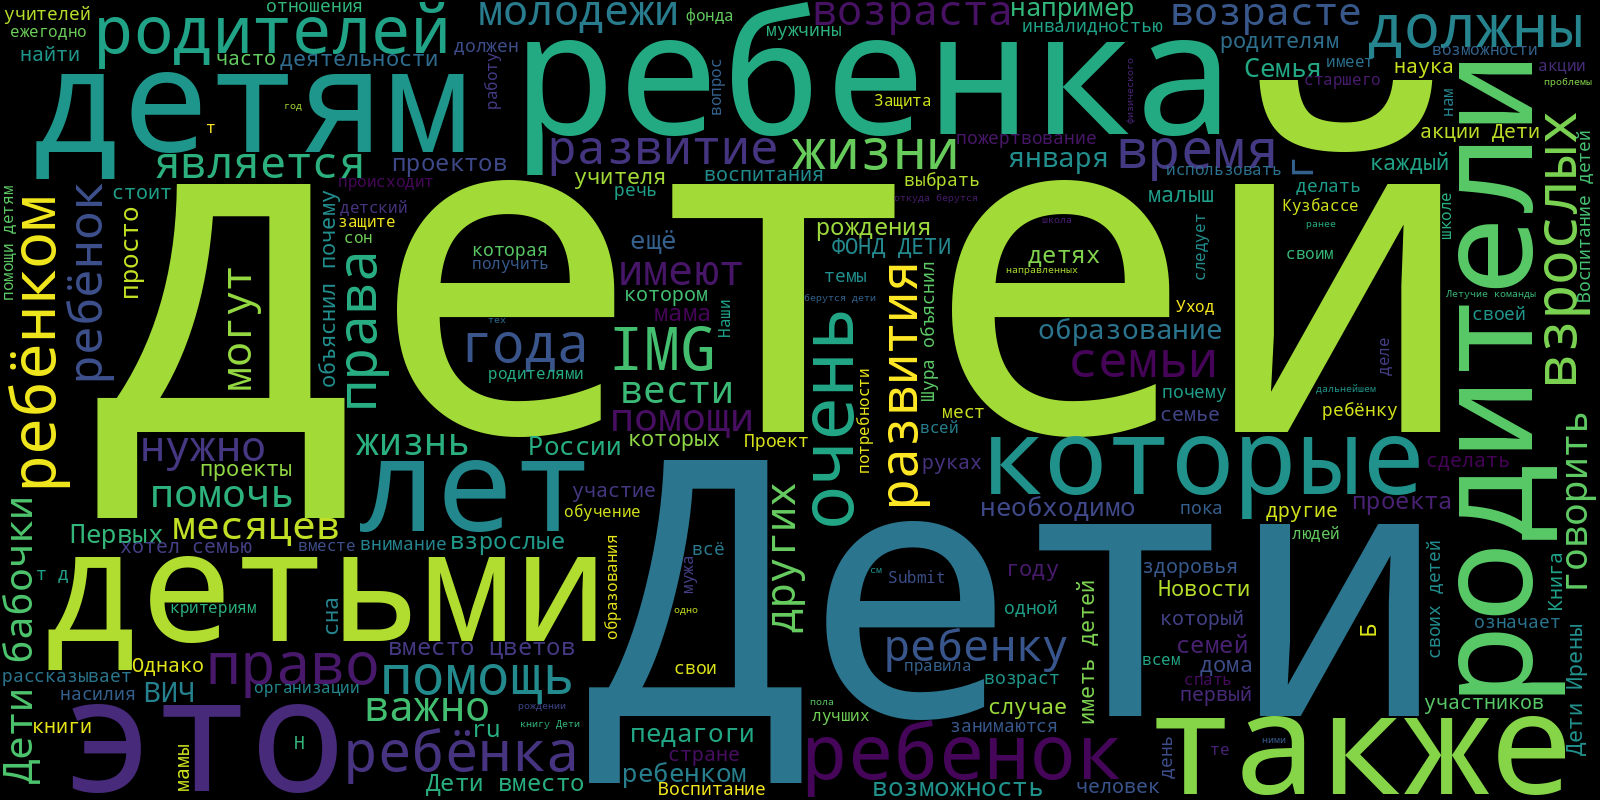 учителей
отношения
молодежи
фонда
возраста
например
возрасте
должны
ежегодно
родителей
мужчины
инвалидностью
родителям
возможности
найти
часто
деятельности
должен
работу
вопрос
ребенка
Семья
имеет
наука
акции
детям
год
т
Защита
физического
старшего
нам
проблемы
является
проектов
развитие
жизни
пожертвование
января
время
акции Дети
каждый
учителя
воспитания
выбрать
использовать
г
помощи детям
ребёнком
ребёнок
стоит
просто
происходит
детский
защите
сон
объяснил почему
права
речь
откуда берутся
рождения
школа
малыш
делать
Кузбассе
ранее
школе
родители
взрослых
Воспитание детей
детей
могут
которая
получить
ещё
имеют
котором
мама
Наши
ФОНД ДЕТИ
темы
берутся дети
детях
направленных
следует
своим
Уход
Летучие команды
своей
тех
года
родителями
IMG
вести
помощи
очень
развития
Шура объяснил
образование
семьи
деле
почему
дальнейшем
мест
семье
ребёнку
всей
нужно
жизнь
России
которых
Проект
потребности
руках
которые
сделать
говорить
проекты
помочь
лет
участие
обучение
других
необходимо
пока
другие
проекта
Первых
месяцев
хотел семью
вместе
внимание
взрослые
людей
Дети бабочки
т д
детьми
критериям
сна
образования
мужа
всё
Дети
см
Submit
году
здоровья
Новости
одной
который
своих детей
Книга
означает
одно
иметь детей
Б
ребенку
правила
семей
дома
всем
спать
первый
возраст
Однако
право
вместо цветов
свои
рассказывает
насилия
ВИЧ
организации
помощь
рождении
важно
книгу Дети
ru
пола
лучших
случае
занимаются
участников
Дети Ирены
книги
это
н
мамы
ребёнка
педагоги
стране
ребенком
ребенок
также
день
те
ними
Дети вместо
Воспитание
возможность
человек